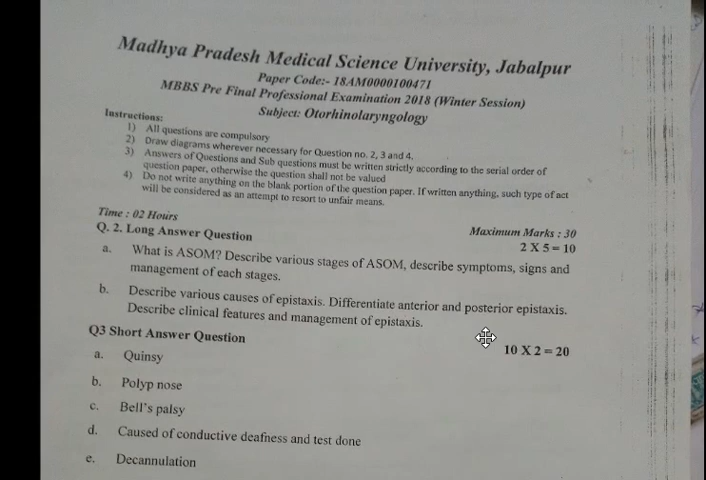 Madhya Pradesh Medical Science University, Jabalpur
Paper Code:- 18AM0000100471
MBBS Pre Final Professional Examination 2018 (Winter Session)
Subject: Otorhinolaryngology
Instructions:
1) All questions are compulsory
2) Draw diagrams wherever necessary for Question no. 2, 3 and 4.
3) Answers of Questions and Sub questions must be written strictly according to the serial order of
question paper, otherwise the question shall not be valued
4) Do not write anything on the blank portion of the question paper. If written anything, such type of act
will be considered as an attempt to resort to unfair means.
Time : 02 Hours
Maximum Marks : 30
Q. 2. Long Answer Question
2 X 5 = 10
a. What is ASOM? Describe various stages of ASOM, describe symptoms, signs and
management of each stages.
b. Describe various causes of epistaxis. Differentiate anterior and posterior epistaxis.
Describe clinical features and management of epistaxis.
Q3 Short Answer Question
10 X 2 = 20
a. Quinsy
b. Polyp nose
c. Bell's palsy
d. Caused of conductive deafness and test done
e. Decannulation